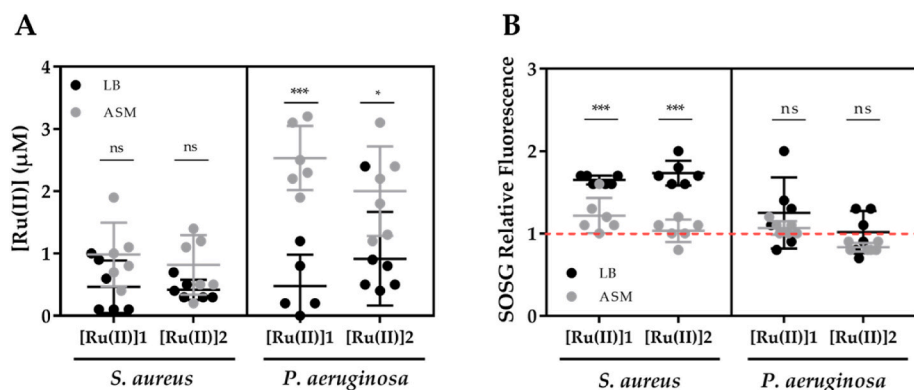 A
[Ru(II)] (μM)
4
3
2
1
0
LB
ASM
ns
ns
***
*
[Ru(II)]1
[Ru(II)]2
[Ru(II)]1
[Ru(II)]2
S. aureus
P. aeruginosa
B
SOSG Relative Fluorescence
3
2
1
0
***
***
ns
ns
LB
ASM
[Ru(II)]1
[Ru(II)]2
[Ru(II)]1
[Ru(II)]2
S. aureus
P. aeruginosa